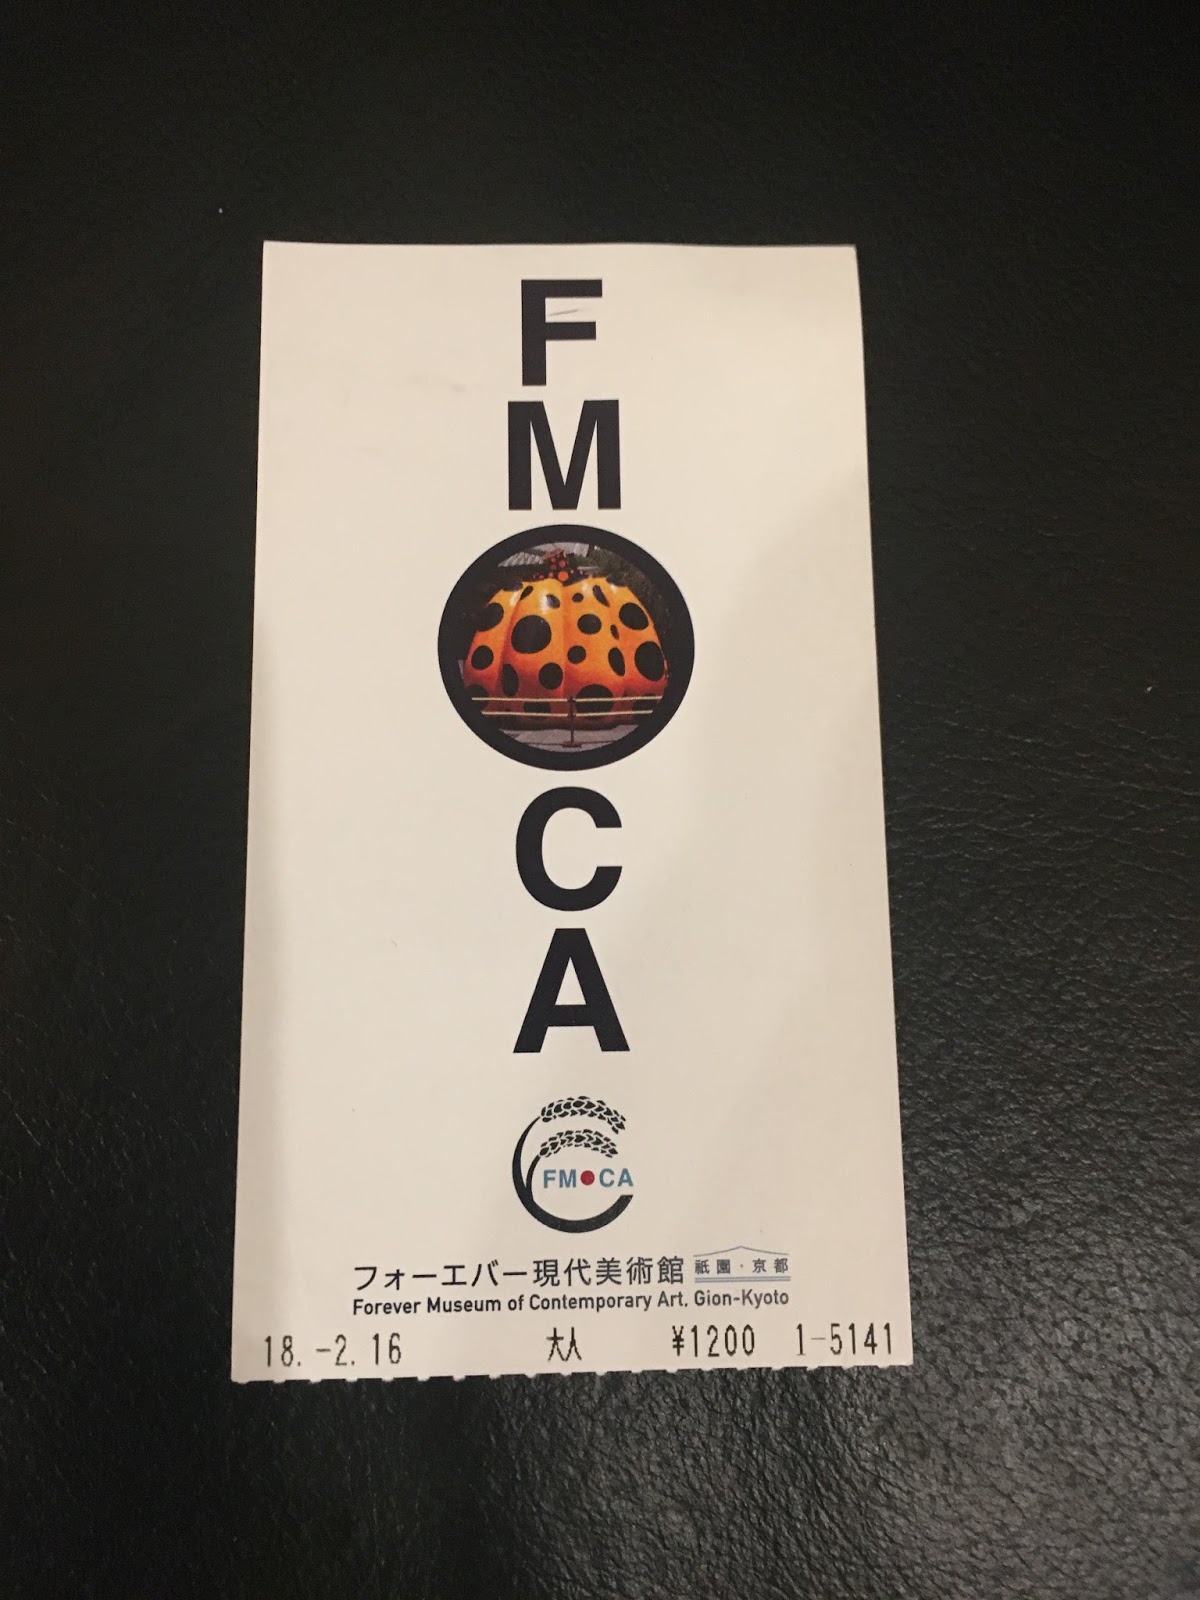 F
M
CA
FM●CA
フォーエバー現代美術館 祇園・京都
Forever Museum of Contemporary Art, Gion-Kyoto
18. -2. 16 大人 ¥1200 1-5141